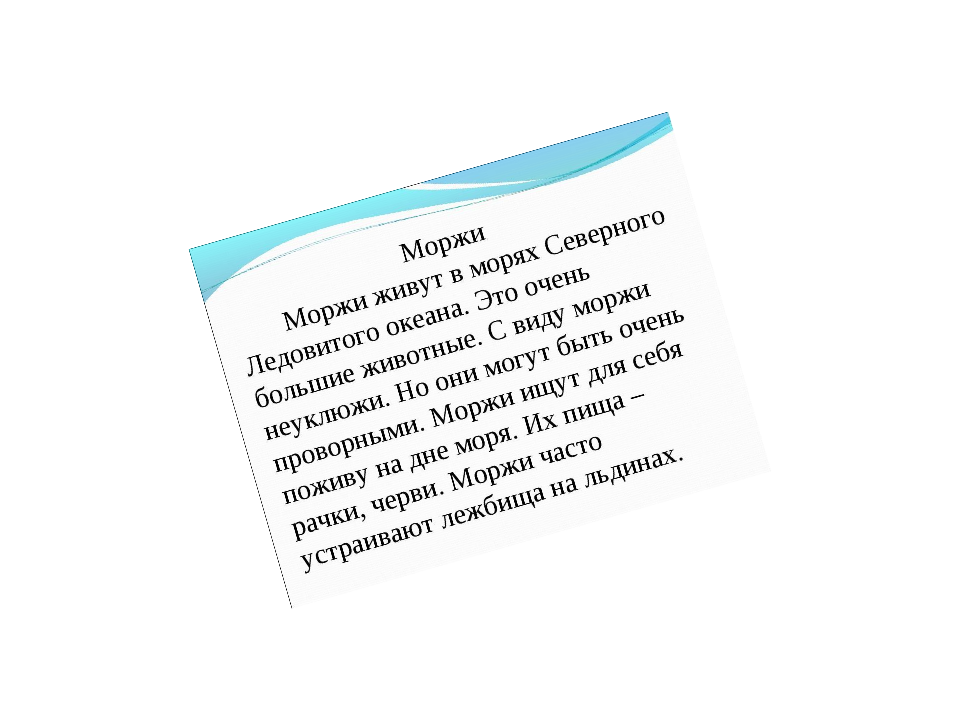 Моржи
Моржи живут в морях Северного
Ледовитого океана. Это очень
большие животные. С виду моржи
неуклюжи. Но они могут быть очень
проворными. Моржи ищут для себя
поживу на дне моря. Их пища –
рачки, черви. Моржи часто
устраивают лежбища на льдинах.